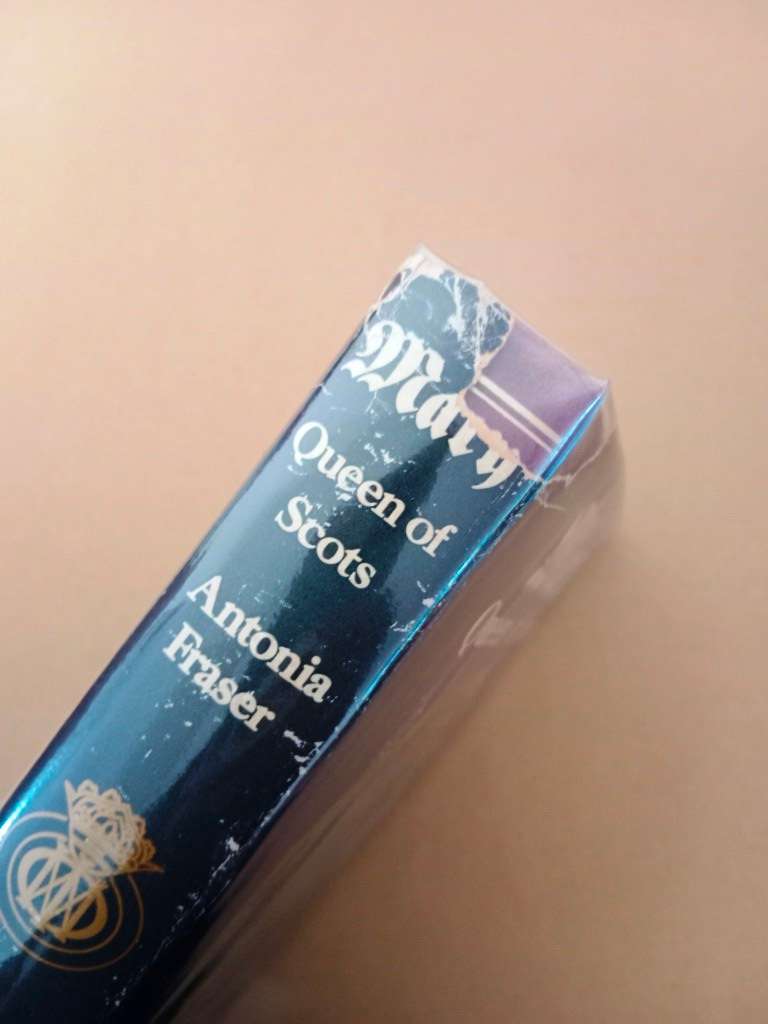 Mary
Queen of
Scots
Antonia
Fraser